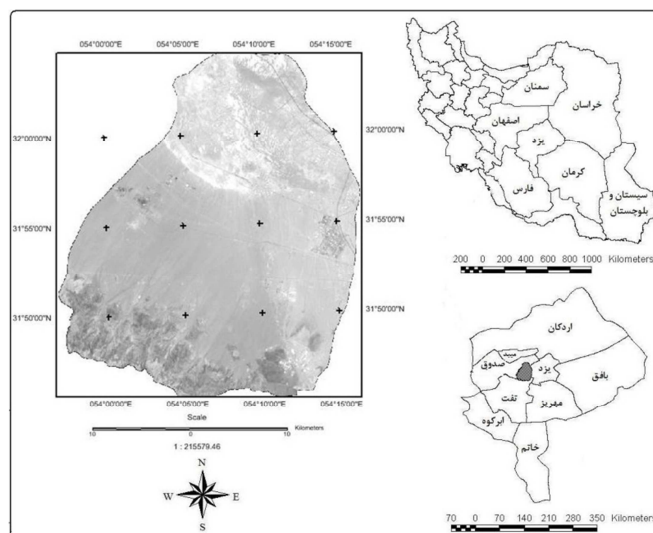 054°00'00"E 054°05'00"E 054°10'00"E 054°15'00"E
32°00'00"N 32°00'00"N
31°55'00"N 31°55'00"N
31°50'00"N 31°50'00"N
054°00'00"E 054°05'00"E 054°10'00"E 054°15'00"E
Scale
10 0 10 Kilometers
1 : 215579.46
N
W E
S
سمنان
خراسان
اصفهان
یزد
کرمان
فارس
سیستان و
بلوچستان
200 0 200 400 600 800 1000 Kilometers
اردکان
میبد
صدوق
یزد
بافق
تفت
مهریز
ابرکوه
خاتم
70 0 70 140 210 280 350 Kilometers